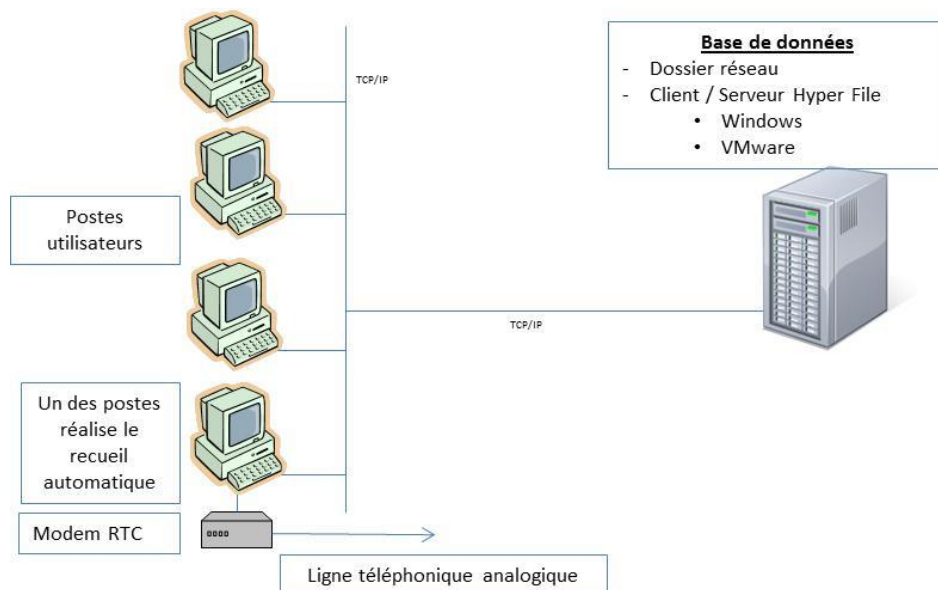 TCP/IP
Base de données
- Dossier réseau
- Client / Serveur Hyper File
• Windows
• VMware
Postes
utilisateurs
TCP/IP
Un des postes
réalise le
recueil
automatique
Modem RTC
Ligne téléphonique analogique